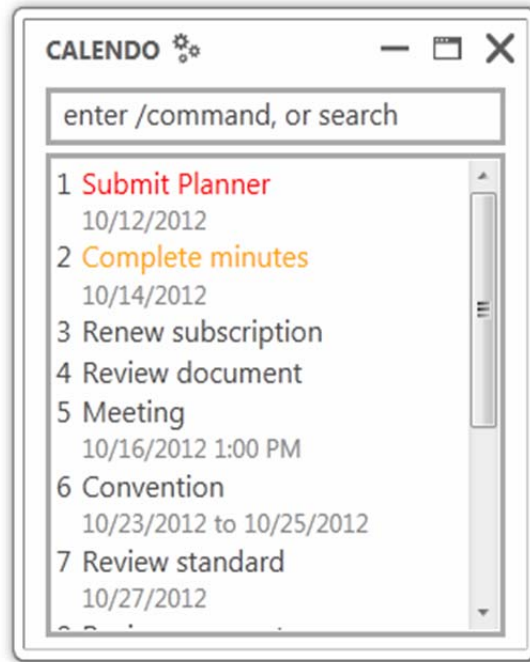 CALENDO
enter /command, or search
1 Submit Planner
10/12/2012
2 Complete minutes
10/14/2012
3 Renew subscription
4 Review document
5 Meeting
10/16/2012 1:00 PM
6 Convention
10/23/2012 to 10/25/2012
7 Review standard
10/27/2012